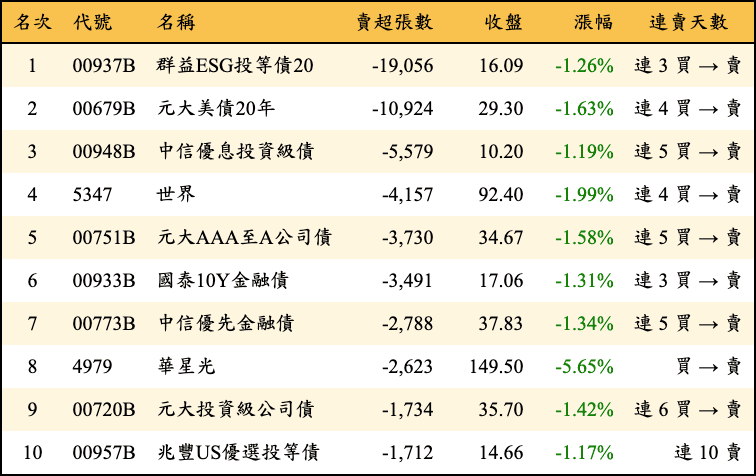 名次 代號 名稱 賣超張數 收盤 漲幅 連賣天數
1 00937B 群益ESG投等債20 -19,056 16.09 -1.26% 連 3 買 → 賣
2 00679B 元大美債20年 -10,924 29.30 -1.63% 連 4 買 → 賣
3 00948B 中信優息投資級債 -5,579 10.20 -1.19% 連 5 買 → 賣
4 5347 世界 -4,157 92.40 -1.99% 連 4 買 → 賣
5 00751B 元大AAA至A公司債 -3,730 34.67 -1.58% 連 5 買 → 賣
6 00933B 國泰10Y金融債 -3,491 17.06 -1.31% 連 3 買 → 賣
7 00773B 中信優先金融債 -2,788 37.83 -1.34% 連 5 買 → 賣
8 4979 華星光 -2,623 149.50 -5.65% 買 → 賣
9 00720B 元大投資級公司債 -1,734 35.70 -1.42% 連 6 買 → 賣
10 00957B 兆豐US優選投等債 -1,712 14.66 -1.17% 連 10 賣